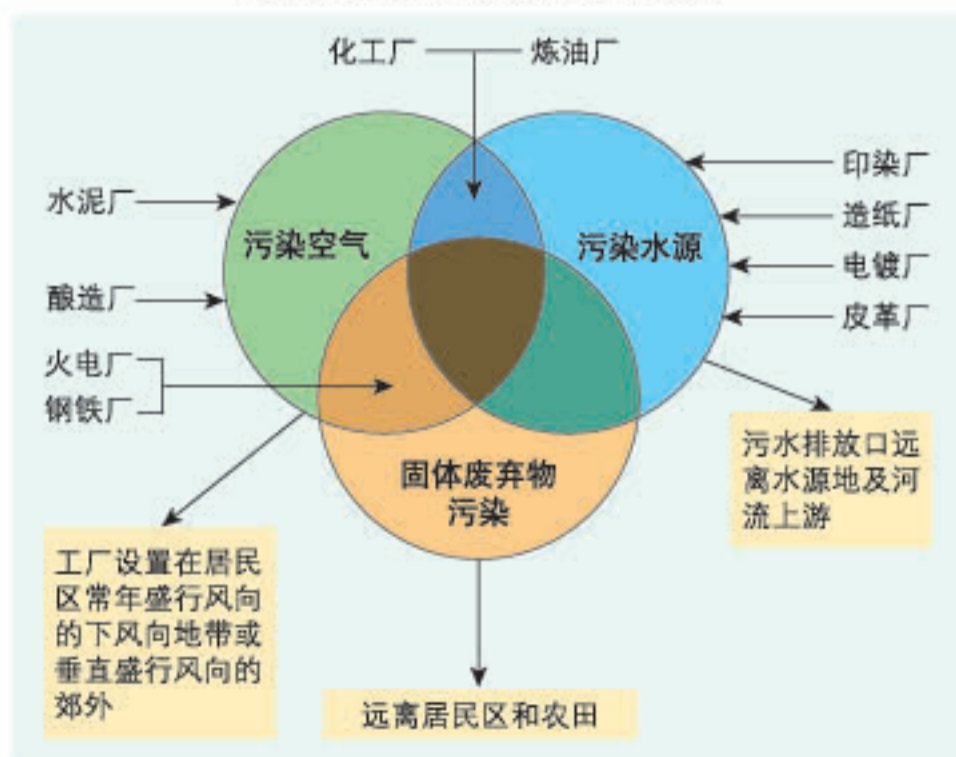 化工厂
炼油厂
水泥厂
酿造厂
火电厂
钢铁厂
污染空气
污染水源
印染厂
造纸厂
电镀厂
皮革厂
固体废弃物
污染
污水排放口远
离水源地及河
流上游
工厂设置在居民
区常年盛行风向
的下风向地带或
垂直盛行风向的
郊外
远离居民区和农田